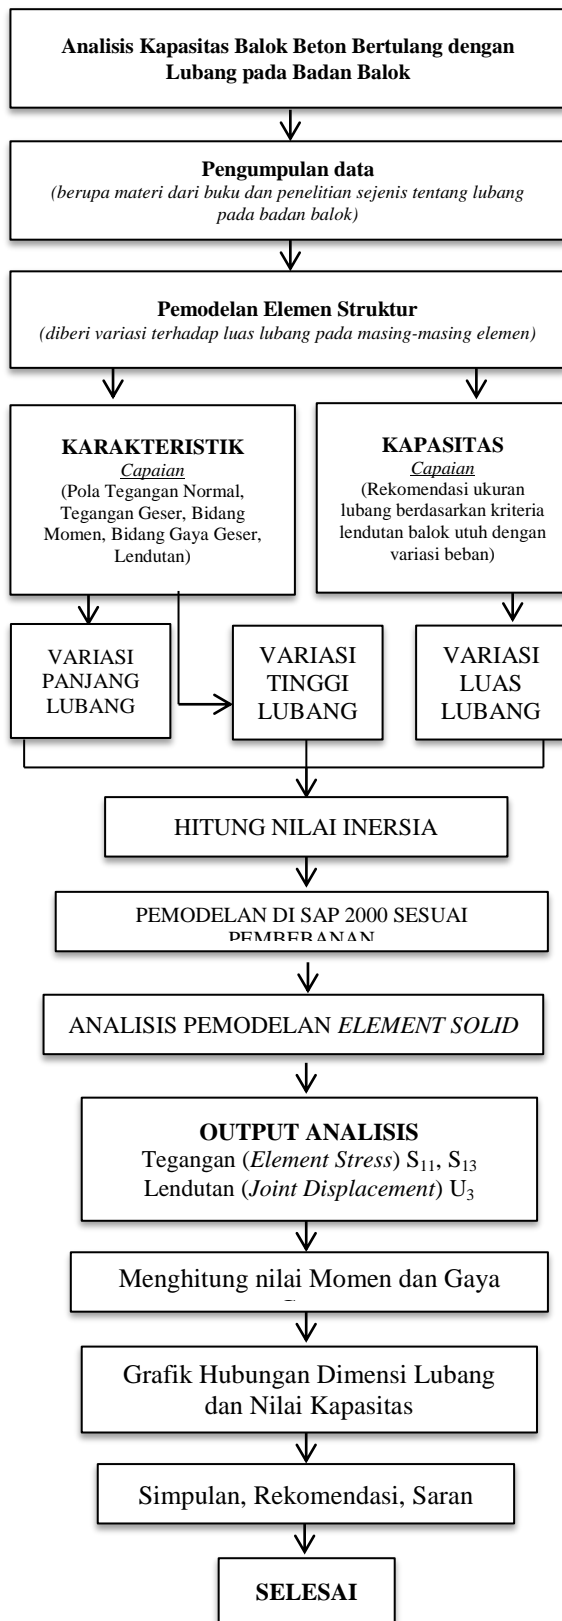 Analisis Kapasitas Balok Beton Bertulang dengan
Lubang pada Badan Balok
Pengumpulan data
(berupa materi dari buku dan penelitian sejenis tentang lubang
pada badan balok)
Pemodelan Elemen Struktur
(diberi variasi terhadap luas lubang pada masing-masing elemen)
KARAKTERISTIK
Capaian
(Pola Tegangan Normal,
Tegangan Geser, Bidang
Momen, Bidang Gaya Geser,
Lendutan)
KAPASITAS
Capaian
(Rekomendasi ukuran
lubang berdasarkan kriteria
lendutan balok utuh dengan
variasi beban)
VARIASI
PANJANG
LUBANG
VARIASI
TINGGI
LUBANG
VARIASI
LUAS
LUBANG
HITUNG NILAI INERSIA
PEMODELAN DI SAP 2000 SESUAI
PEMBEBANAN
ANALISIS PEMODELAN ELEMENT SOLID
OUTPUT ANALISIS
Tegangan (Element Stress) S₁₁, S₁₃
Lendutan (Joint Displacement) U₃
Menghitung nilai Momen dan Gaya
Grafik Hubungan Dimensi Lubang
dan Nilai Kapasitas
Simpulan, Rekomendasi, Saran
SELESAI